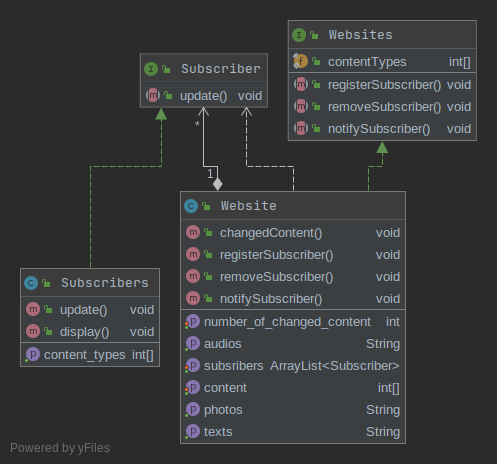 Websites
contentTypes int[]
registerSubscriber() void
removeSubscriber() void
notifySubscriber() void
Subscriber
update() void
*
1
Website
changedContent() void
registerSubscriber() void
removeSubscriber() void
notifySubscriber() void
number_of_changed_content int
audios String
subsribers ArrayList<Subscriber>
content int[]
photos String
texts String
Subscribers
update() void
display() void
content_types int[]
Powered by yFiles